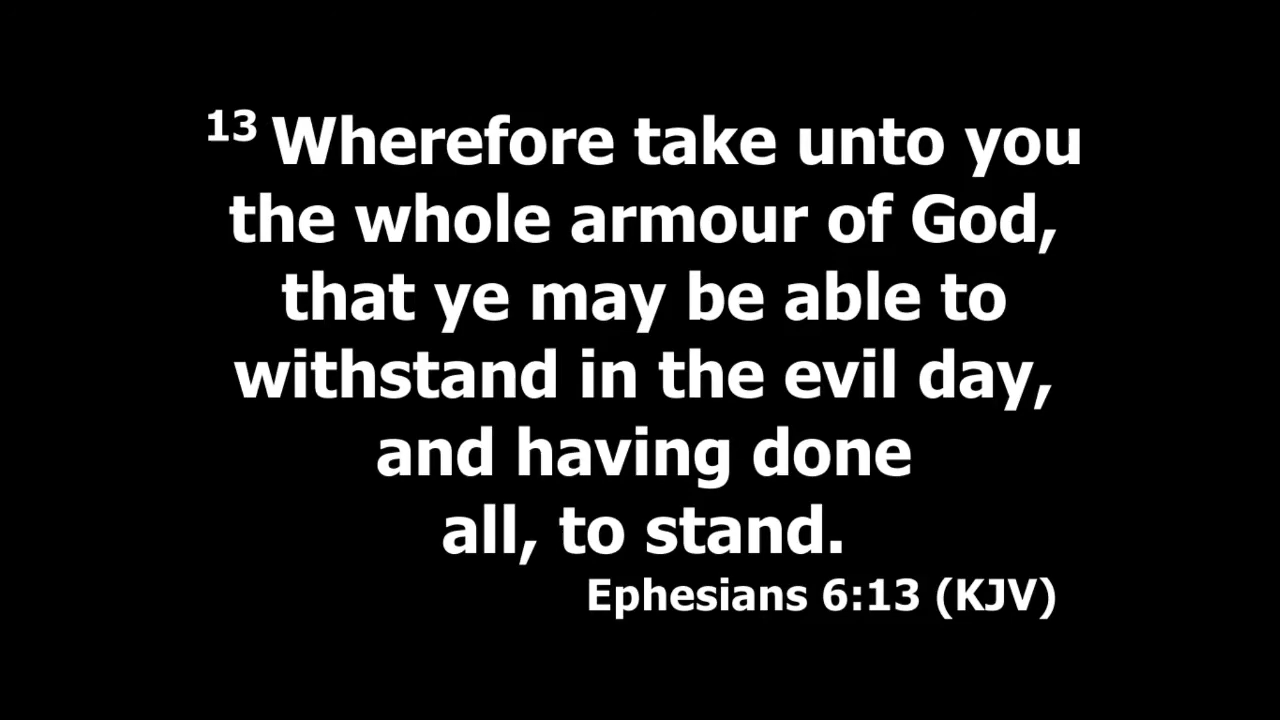 13 Wherefore take unto you
the whole armour of God,
that ye may be able to
withstand in the evil day,
and having done
all, to stand.
Ephesians 6:13 (KJV)